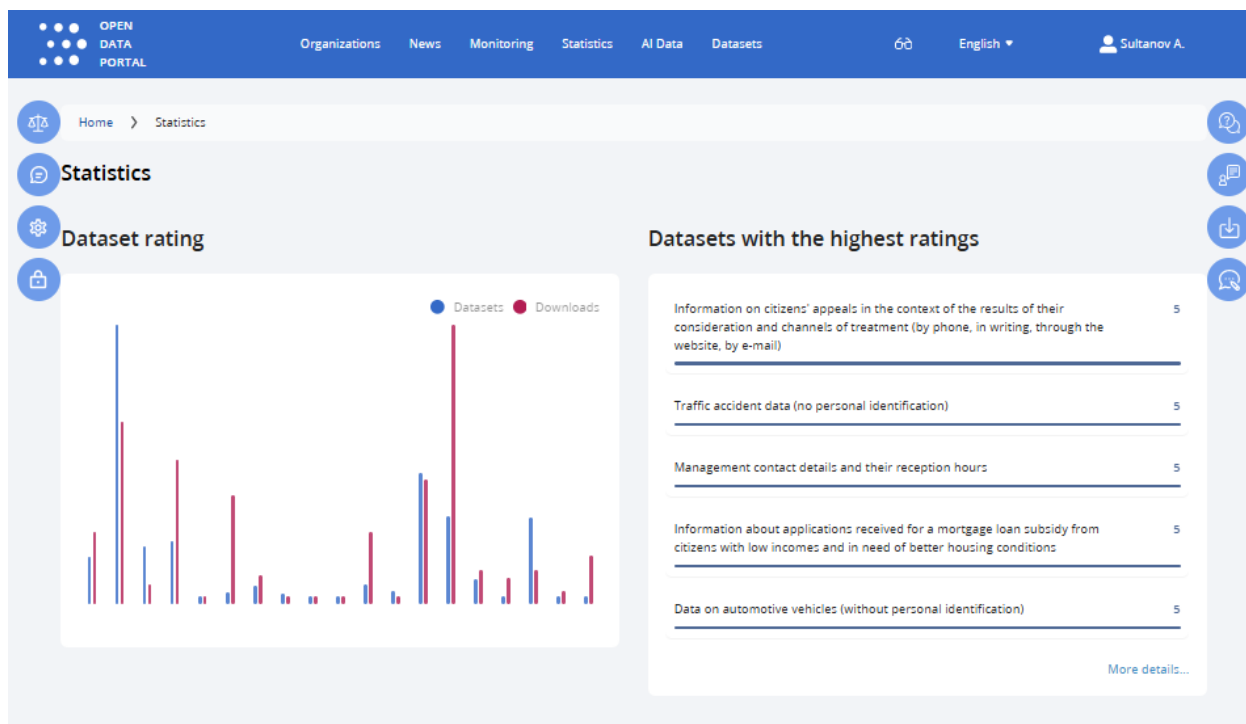 OPEN
DATA
PORTAL
Organizations News Monitoring Statistics AI Data Datasets English Sultanov A.
Home Statistics
Statistics
Dataset rating
Datasets Downloads
Datasets with the highest ratings
Information on citizens' appeals in the context of the results of their 5
consideration and channels of treatment (by phone, in writing, through the
website, by e-mail)
Traffic accident data (no personal identification) 5
Management contact details and their reception hours 5
Information about applications received for a mortgage loan subsidy from 5
citizens with low incomes and in need of better housing conditions
Data on automotive vehicles (without personal identification) 5
More details...